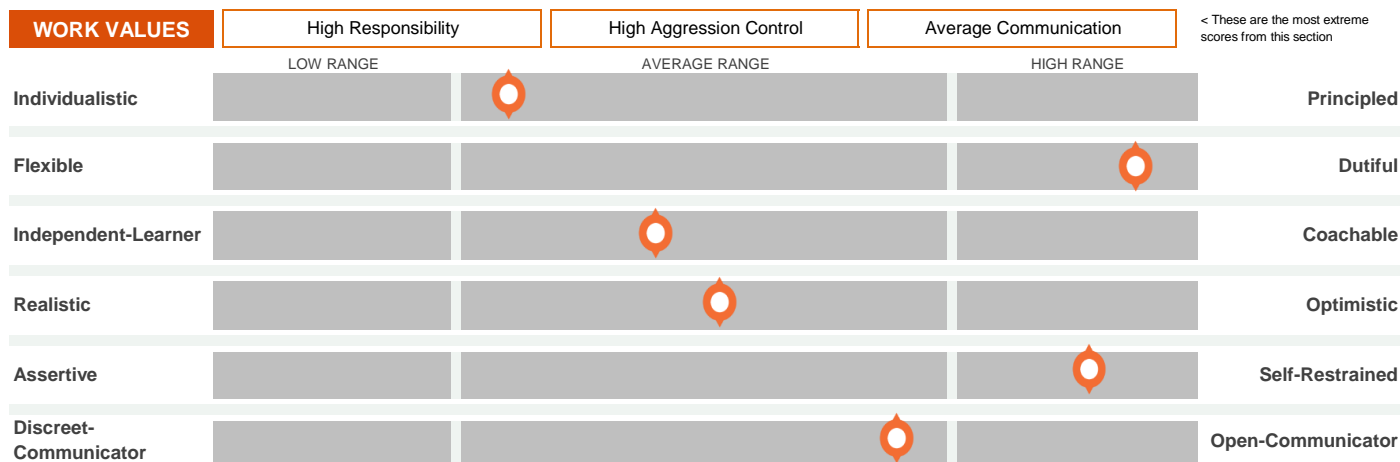 WORK VALUES
High Responsibility
High Aggression Control
Average Communication
< These are the most extreme
scores from this section
LOW RANGE
AVERAGE RANGE
HIGH RANGE
Individualistic
Principled
Flexible
Dutiful
Independent-Learner
Coachable
Realistic
Optimistic
Assertive
Self-Restrained
Discreet-
Communicator
Open-Communicator